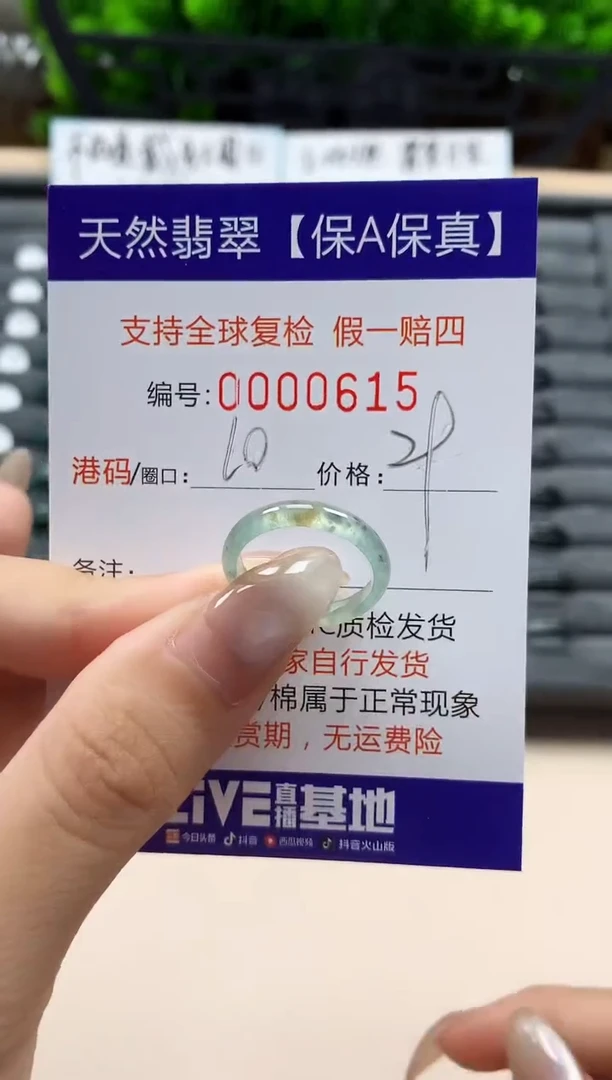 天然翡翠【保A保真】
支持全球复检 假一赔四
编号:0000615
港码/圈口: 10 价格: 29
备注:
质检发货
家自行发货
棉属于正常现象
赏期，无运费险
LiVE直播基地
今日头条 抖音 西瓜视频 抖音火山版